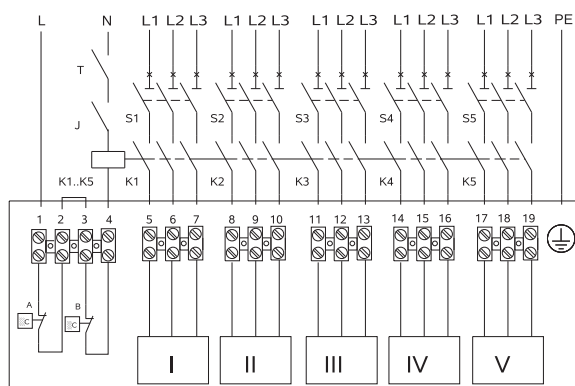 L N L1 L2 L3 L1 L2 L3 L1 L2 L3 L1 L2 L3 L1 L2 L3 PE
T
S1 S2 S3 S4 S5
J
K1..K5 K1 K2 K3 K4 K5
1 2 3 4 5 6 7 8 9 10 11 12 13 14 15 16 17 18 19
A B
°C °C
I II III IV V